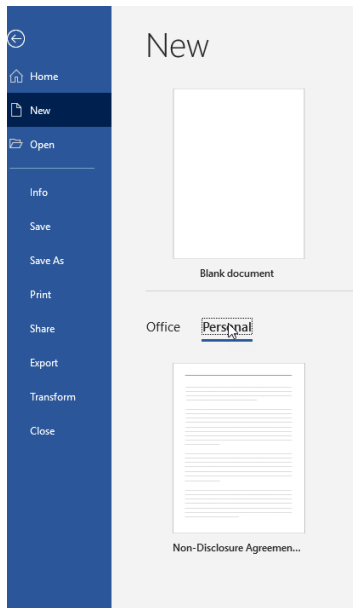 New
Home
New
Open
Info
Save
Save As
Print
Share
Export
Transform
Close
Blank document
Office Personal
Non-Disclosure Agreemen...